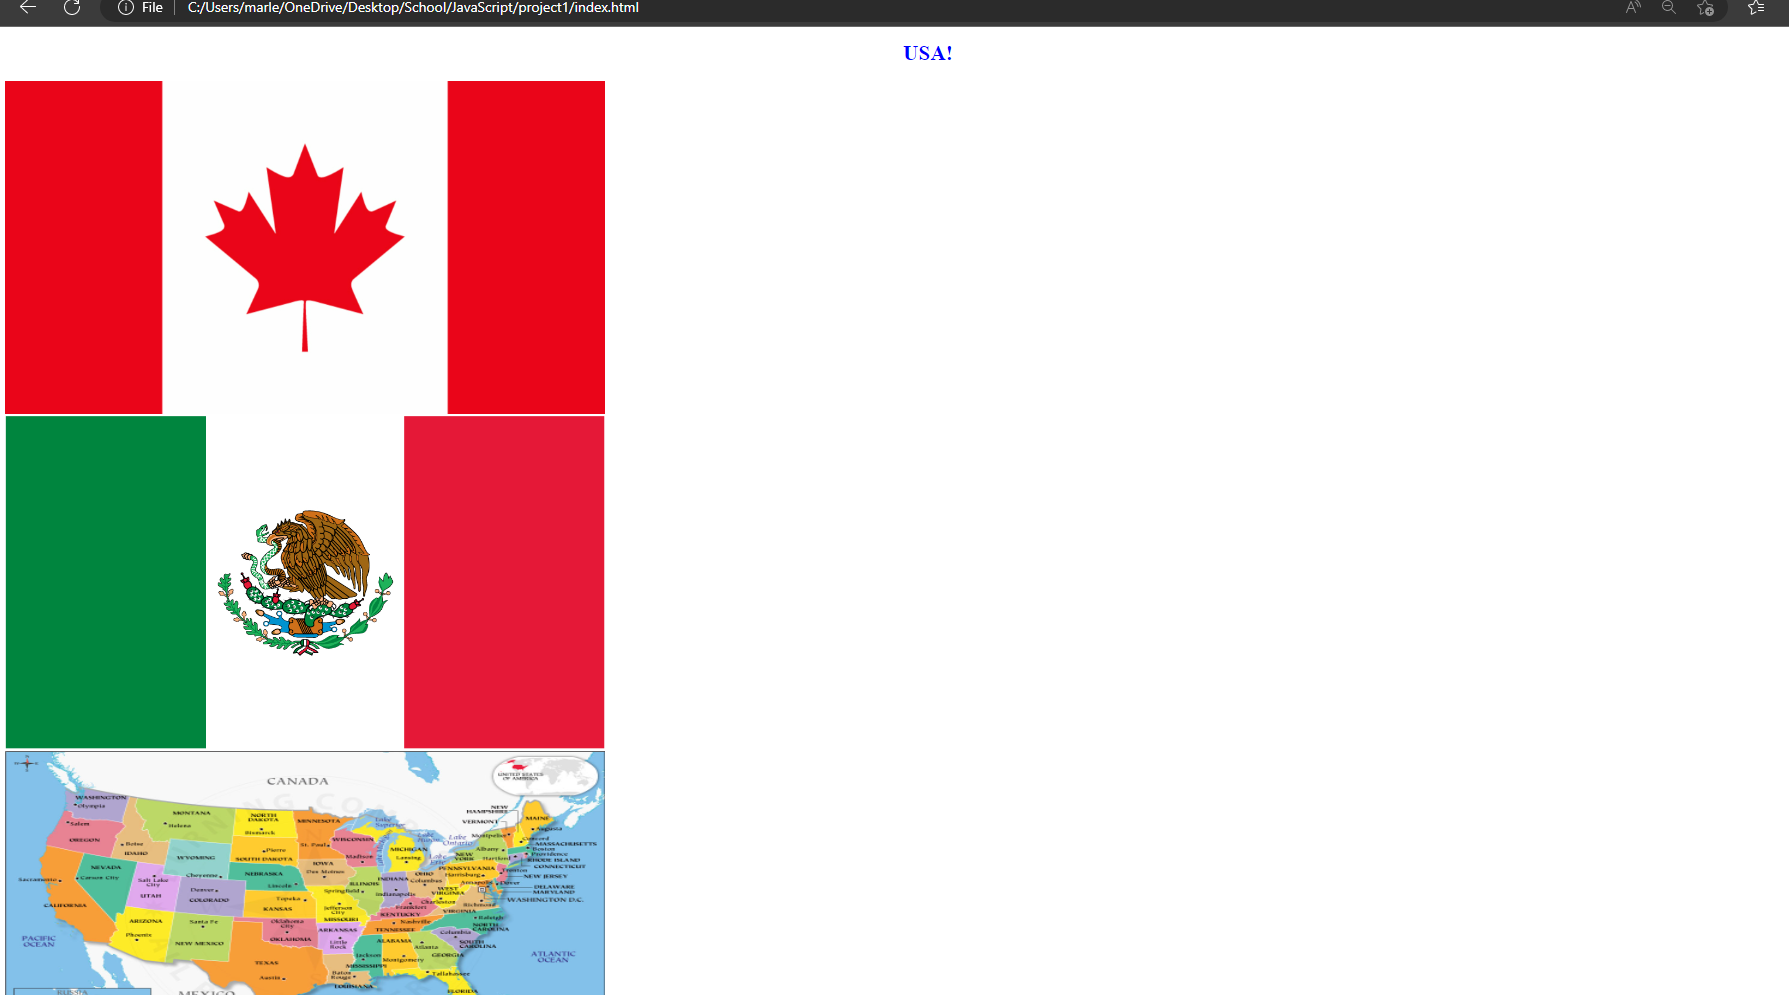 File C:/Users/marle/OneDrive/Desktop/School/JavaScript/project1/index.html
USA!
CANADA
UNITED STATES
OF AMERICA
WASHINGTON
Olympia
MONTANA
Helena
NORTH
DAKOTA
Bismarck
MINNESOTA
St. Paul
NEW
HAMPSHIRE
VERMONT
MAINE
Augusta
Salem
OREGON
Boise
IDAHO
WYOMING
Cheyenne
Pierre
SOUTH DAKOTA
WISCONSIN
Madison
Lake
Superior
MICHIGAN
Lansing
Lake
Huron
Lake
Ontario
Montpelier
Concord
MASSACHUSETTS
Boston
Providence
RHODE ISLAND
CONNECTICUT
Albany
NEW
YORK
Hartford
Trenton
NEW JERSEY
Dover
DELAWARE
MARYLAND
WASHINGTON D.C.
PENNSYLVANIA
Harrisburg
NEVADA
Carson City
Sacramento
CALIFORNIA
Salt Lake
City
UTAH
Denver
COLORADO
NEBRASKA
Lincoln
IOWA
Des Moines
ILLINOIS
Springfield
INDIANA
Indianapolis
OHIO
Columbus
WEST
VIRGINIA
Charleston
Richmond
VIRGINIA
Topeka
KANSAS
Jefferson
City
MISSOURI
Frankfort
KENTUCKY
Raleigh
NORTH
CAROLINA
ARIZONA
Phoenix
Santa Fe
NEW MEXICO
Oklahoma
City
OKLAHOMA
ARKANSAS
Little
Rock
Nashville
TENNESSEE
Columbia
SOUTH
CAROLINA
ALABAMA
Montgomery
Atlanta
GEORGIA
Jackson
MISSISSIPPI
TEXAS
Austin
Baton
Rouge
LOUISIANA
Tallahassee
FLORIDA
PACIFIC
OCEAN
ATLANTIC
OCEAN
RUSSIA
MEXICO